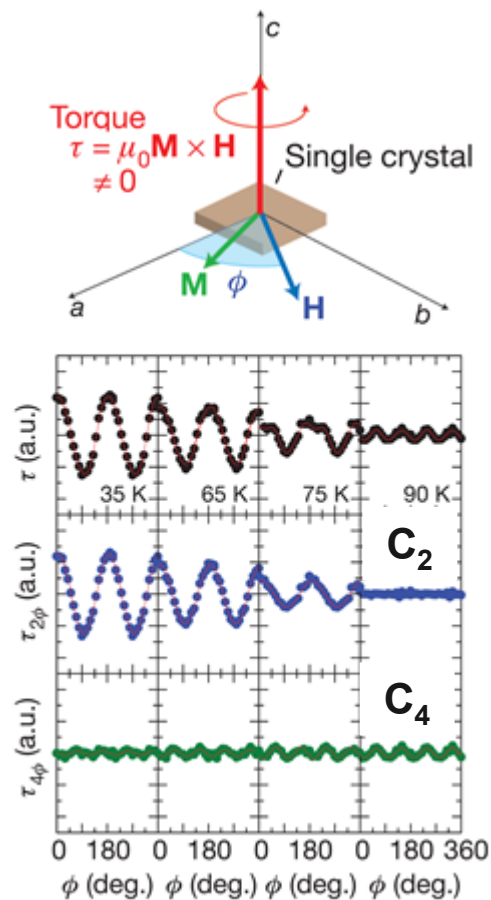 c
Torque
τ = μ₀M × H
≠ 0
Single crystal
M
ϕ
H
a
b
τ (a.u.)
35 K
65 K
75 K
90 K
τ₂ϕ (a.u.)
C₂
τ₄ϕ (a.u.)
C₄
0 180 0 180 0 180 0 180 360
ϕ (deg.) ϕ (deg.) ϕ (deg.) ϕ (deg.)